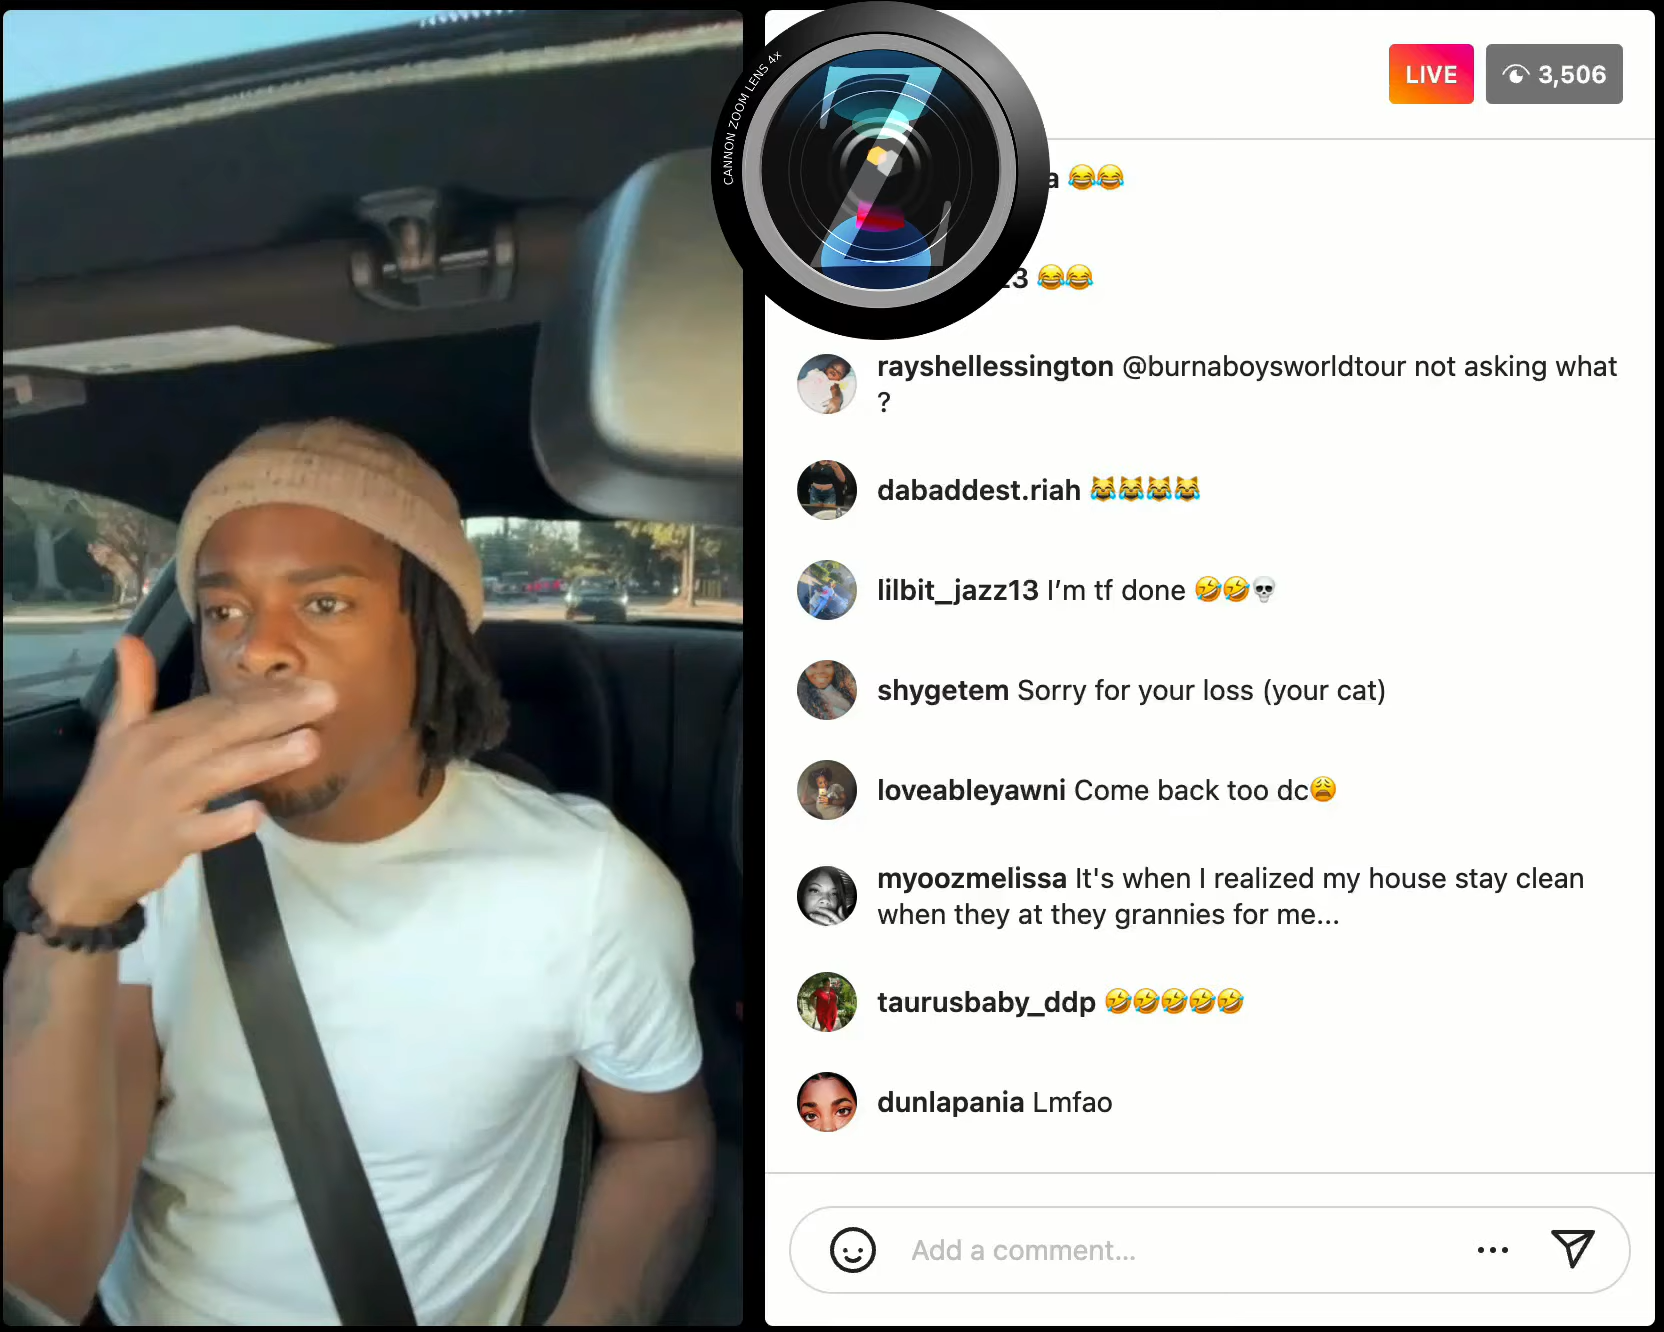 CANNON ZOOM LENS 4x
Z
LIVE 3,506
a 😂😂
13 😂😂
rayshellessington @burnaboysworldtour not asking what
?
dabaddest.riah 😹😹😹😹
lilbit_jazz13 I’m tf done 🤣🤣💀
shygetem Sorry for your loss (your cat)
loveableyawni Come back too dc😩
myoozmelissa It's when I realized my house stay clean
when they at they grannies for me...
taurusbaby_ddp 🤣🤣🤣🤣🤣
dunlapania Lmfao
Add a comment...